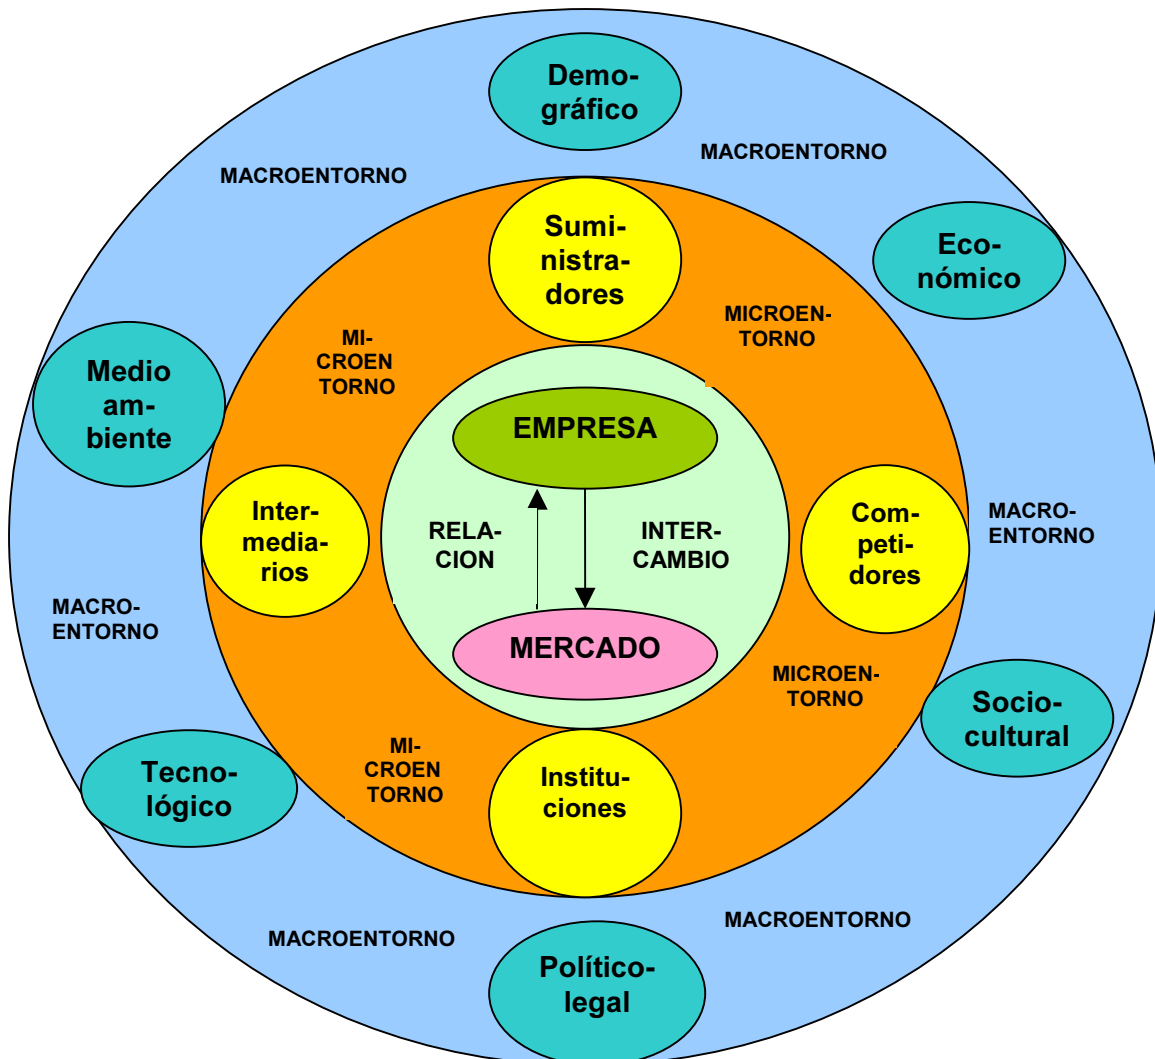 Demo-
gráfico
MACROENTORNO
MACROENTORNO
Sumi-
nistra-
dores
Eco-
nómico
MICROEN-
TORNO
MI-
CROEN
TORNO
Medio
am-
biente
EMPRESA
Inter-
media-
rios
RELA-
CION
INTER-
CAMBIO
Com-
peti-
dores
MACRO-
ENTORNO
MACRO-
ENTORNO
MERCADO
MICROEN-
TORNO
Socio-
cultural
MI-
CROEN
TORNO
Tecno-
lógico
Institu-
ciones
MACROENTORNO
MACROENTORNO
Político-
legal